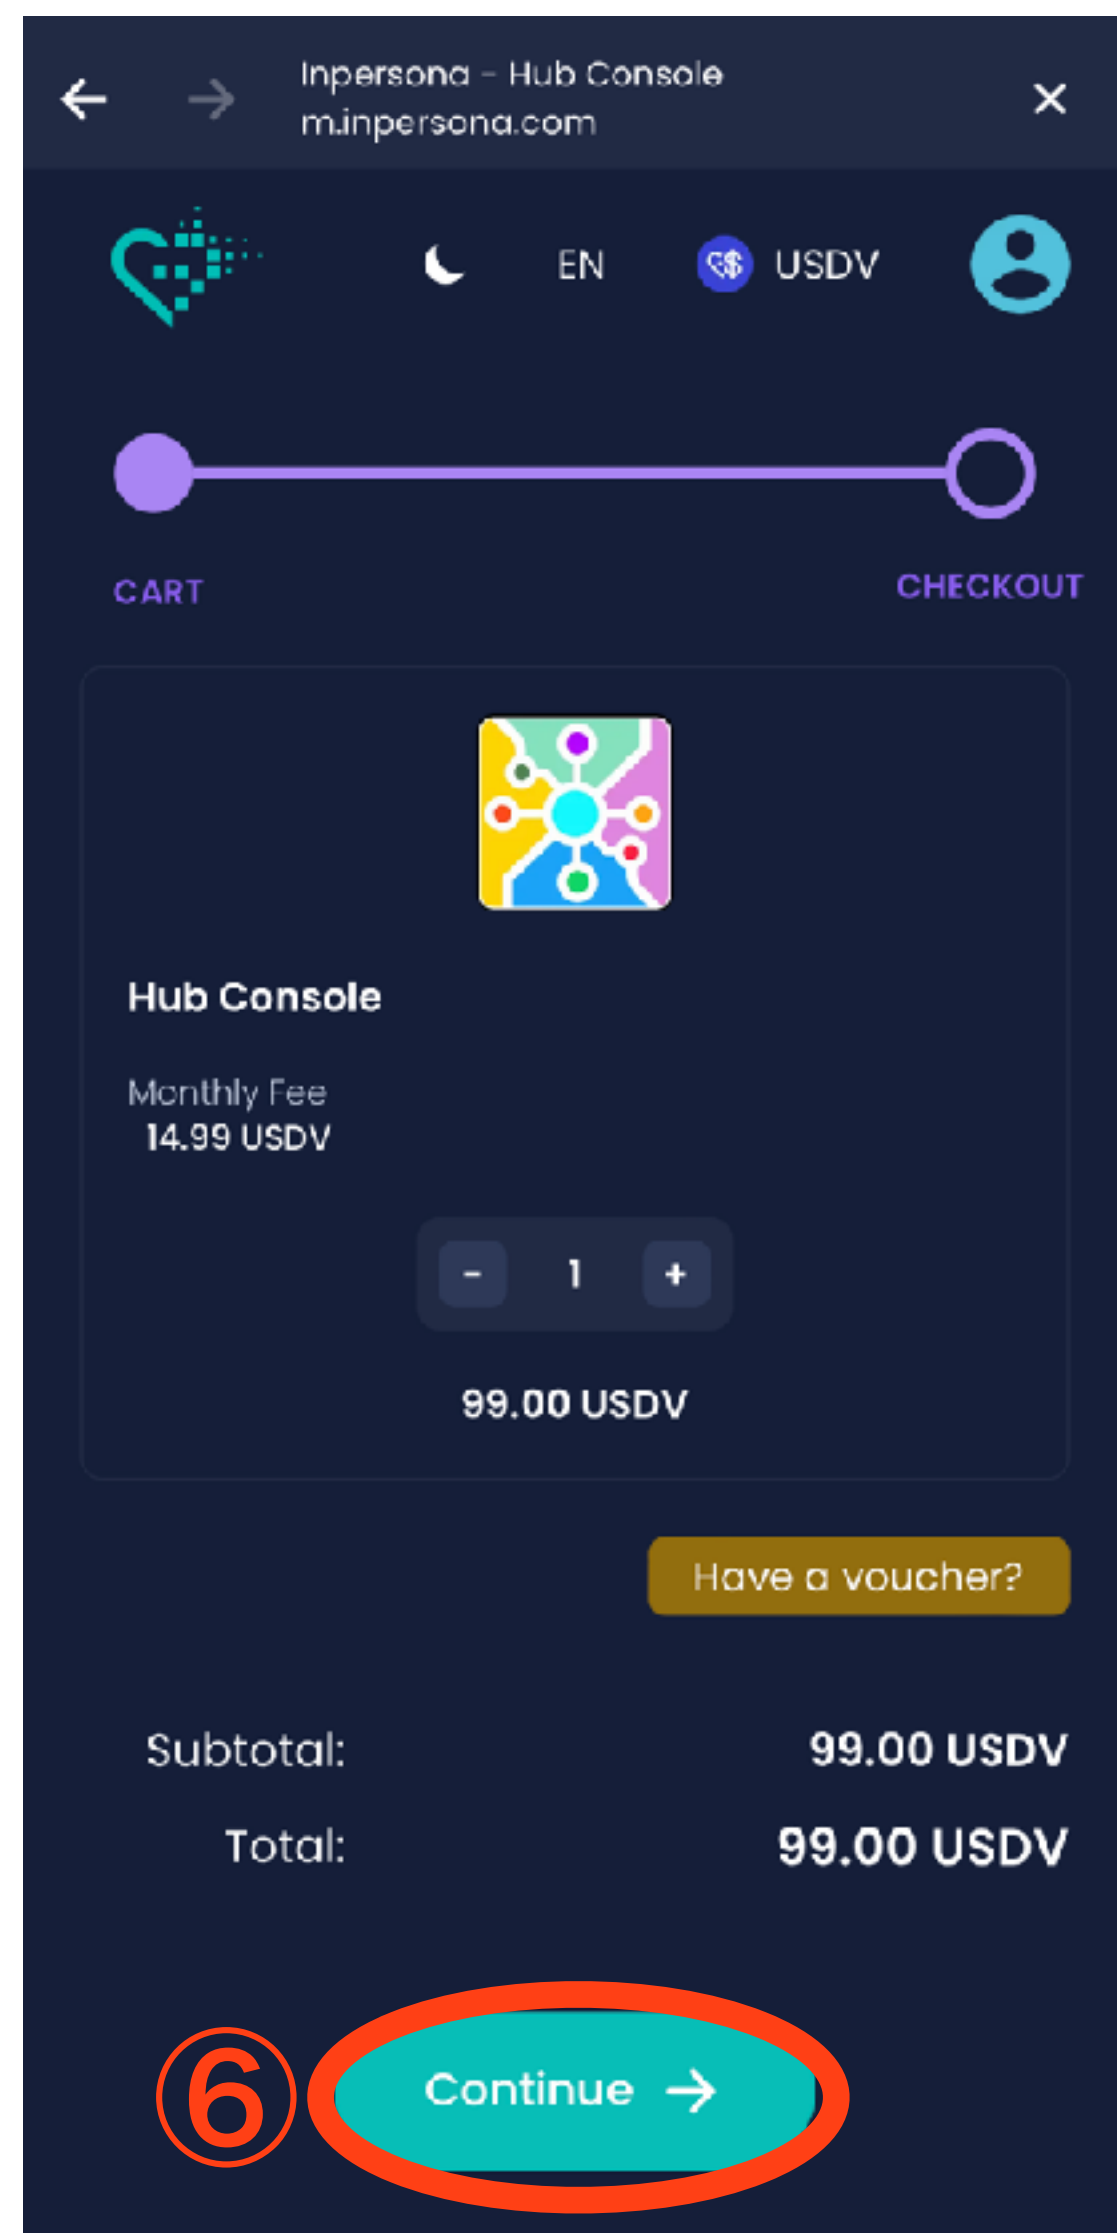 Inpersona - Hub Console
m.inpersona.com
EN USDV
CART CHECKOUT
Hub Console
Monthly Fee
14.99 USDV
- 1 +
99.00 USDV
Have a voucher?
Subtotal: 99.00 USDV
Total: 99.00 USDV
⑥ Continue →